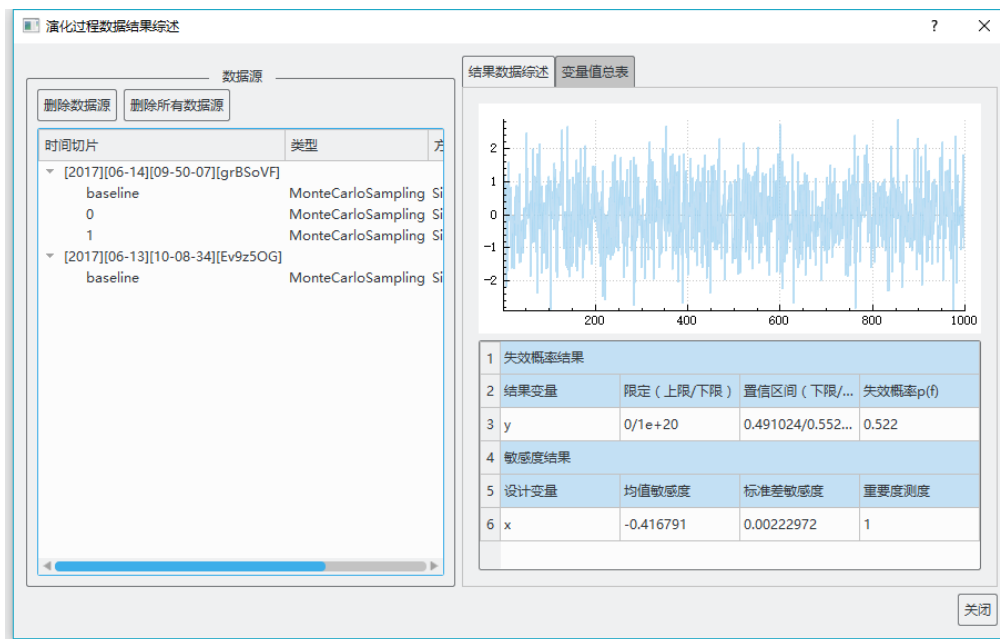 演化过程数据结果综述
?
数据源
删除数据源 删除所有数据源
时间切片 类型
[2017][06-14][09-50-07][grBSoVF]
baseline MonteCarloSampling Si
0 MonteCarloSampling Si
1 MonteCarloSampling Si
[2017][06-13][10-08-34][Ev9z5OG]
baseline MonteCarloSampling Si
结果数据综述 变量值总表
2
1
0
-1
-2
200 400 600 800 1000
1 失效概率结果
2 结果变量 限定（上限/下限） 置信区间（下限/... 失效概率p(f)
3 y 0/1e+20 0.491024/0.552... 0.522
4 敏感度结果
5 设计变量 均值敏感度 标准差敏感度 重要度测度
6 x -0.416791 0.00222972 1
关闭